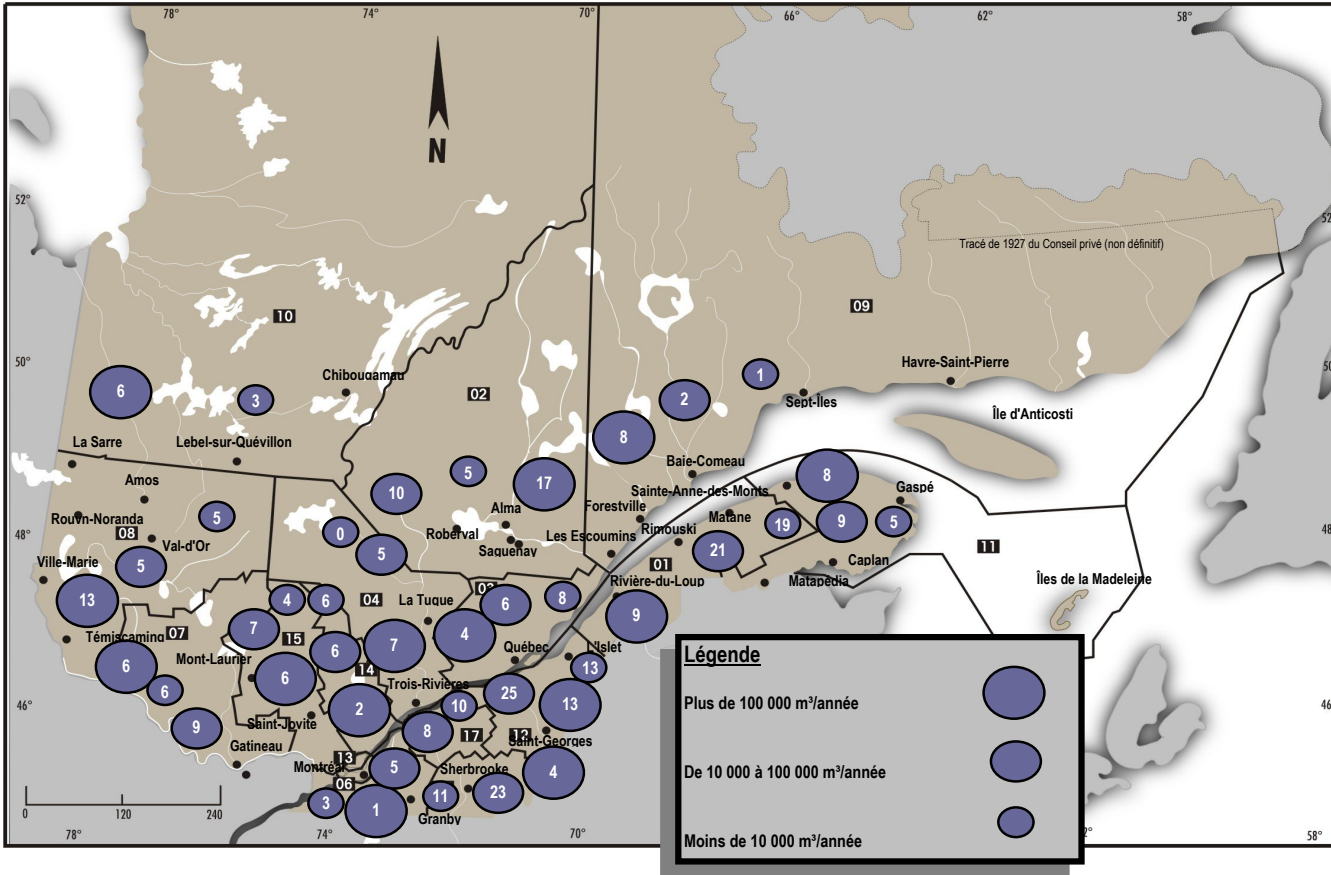 78°
74°
70°
66°
62°
58°
N
52°
Tracé de 1927 du Conseil privé (non définitif)
10
09
50°
Havre-Saint-Pierre
1
6
3
Chibougamau
02
2
Sept-Îles
Île d'Anticosti
8
La Sarre
Lebel-sur-Quévillon
5
Baie-Comeau
8
Amos
10
17
Sainte-Anne-des-Monts
Gaspé
Rouyn-Noranda
5
Alma
Forestville
Matane
19
9
5
48°
08
0
Roberval
Rimouski
Val-d'Or
Saguenay
Les Escoumins
21
11
Ville-Marie
5
5
01
Caplan
13
Rivière-du-Loup
Matapédia
Îles de la Madeleine
4
6
04
La Tuque
6
8
9
07
7
15
Témiscaming
6
7
4
Québec
L'Islet
6
Mont-Laurier
6
14
13
6
Trois-Rivières
25
46°
2
10
13
9
Saint-Jovite
8
17
12
Saint-Georges
Gatineau
13
Montréal
5
Sherbrooke
4
06
3
1
11
23
Granby
0
120
240
78°
74°
70°
58°
Légende
Plus de 100 000 m³/année
De 10 000 à 100 000 m³/année
Moins de 10 000 m³/année